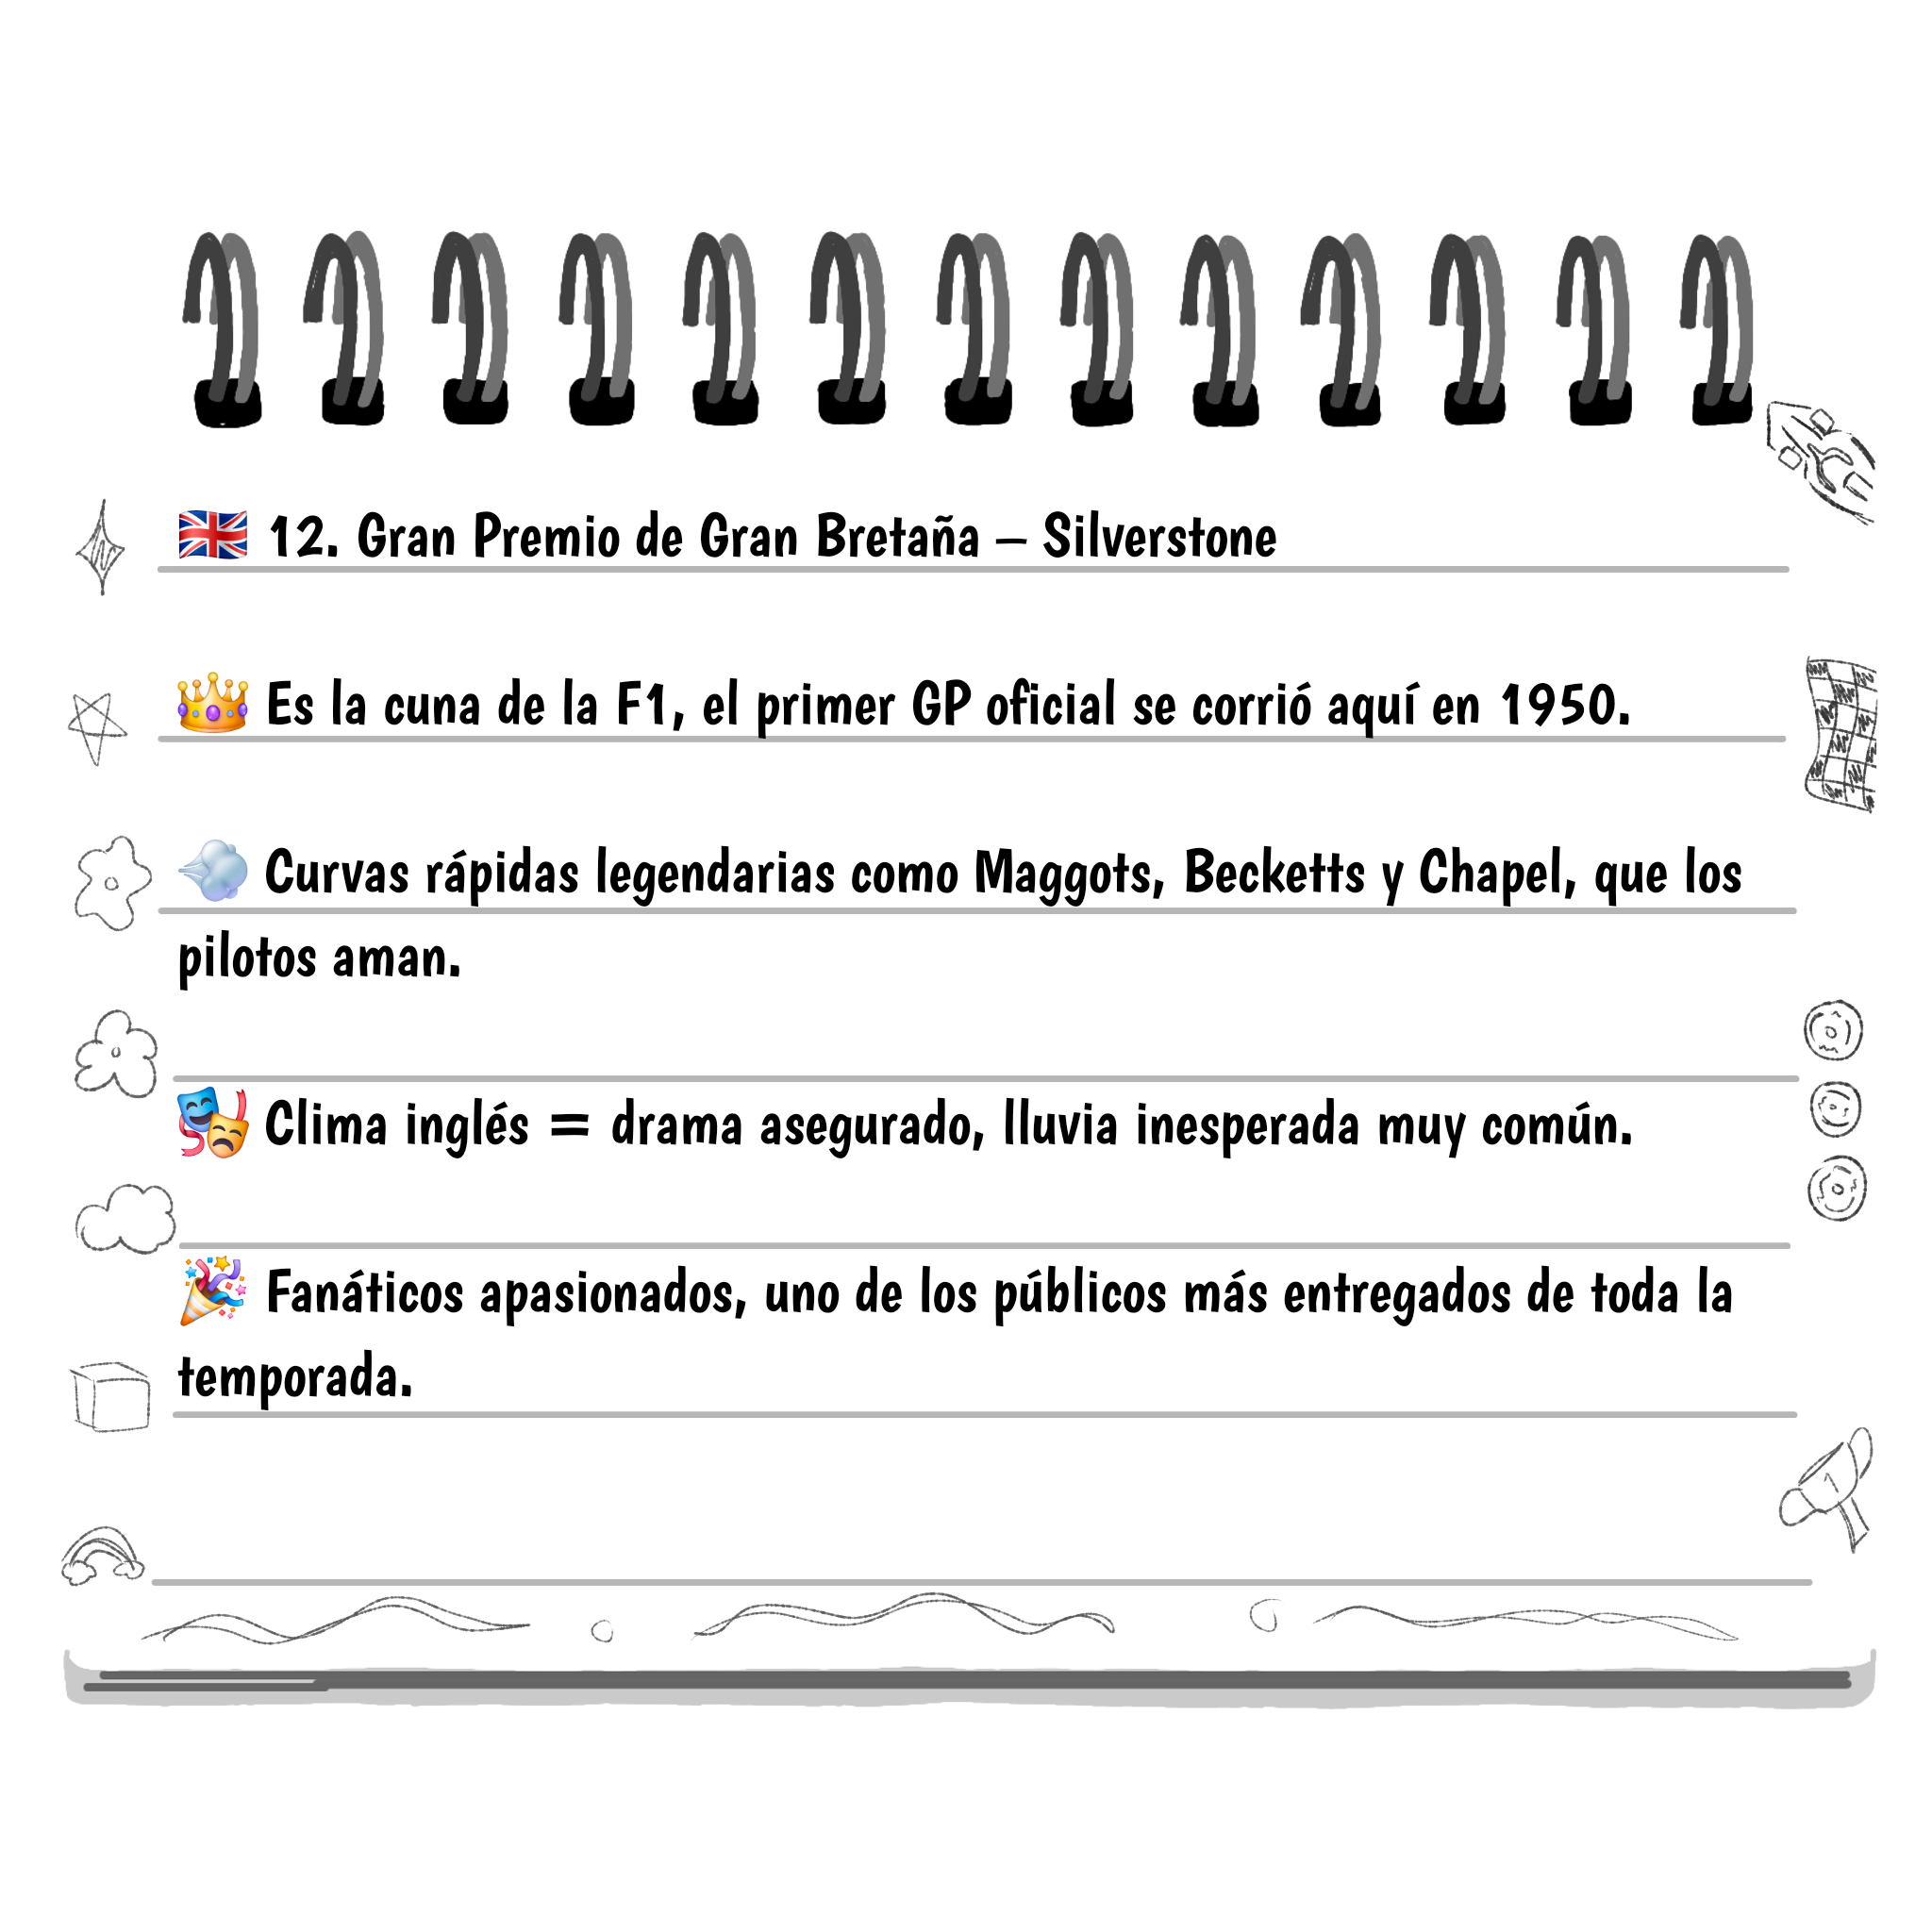 🇬🇧 12. Gran Premio de Gran Bretaña – Silverstone
👑 Es la cuna de la F1, el primer GP oficial se corrió aquí en 1950.
💨 Curvas rápidas legendarias como Maggots, Becketts y Chapel, que los
pilotos aman.
🎭 Clima inglés = drama asegurado, lluvia inesperada muy común.
🎉 Fanáticos apasionados, uno de los públicos más entregados de toda la
temporada.